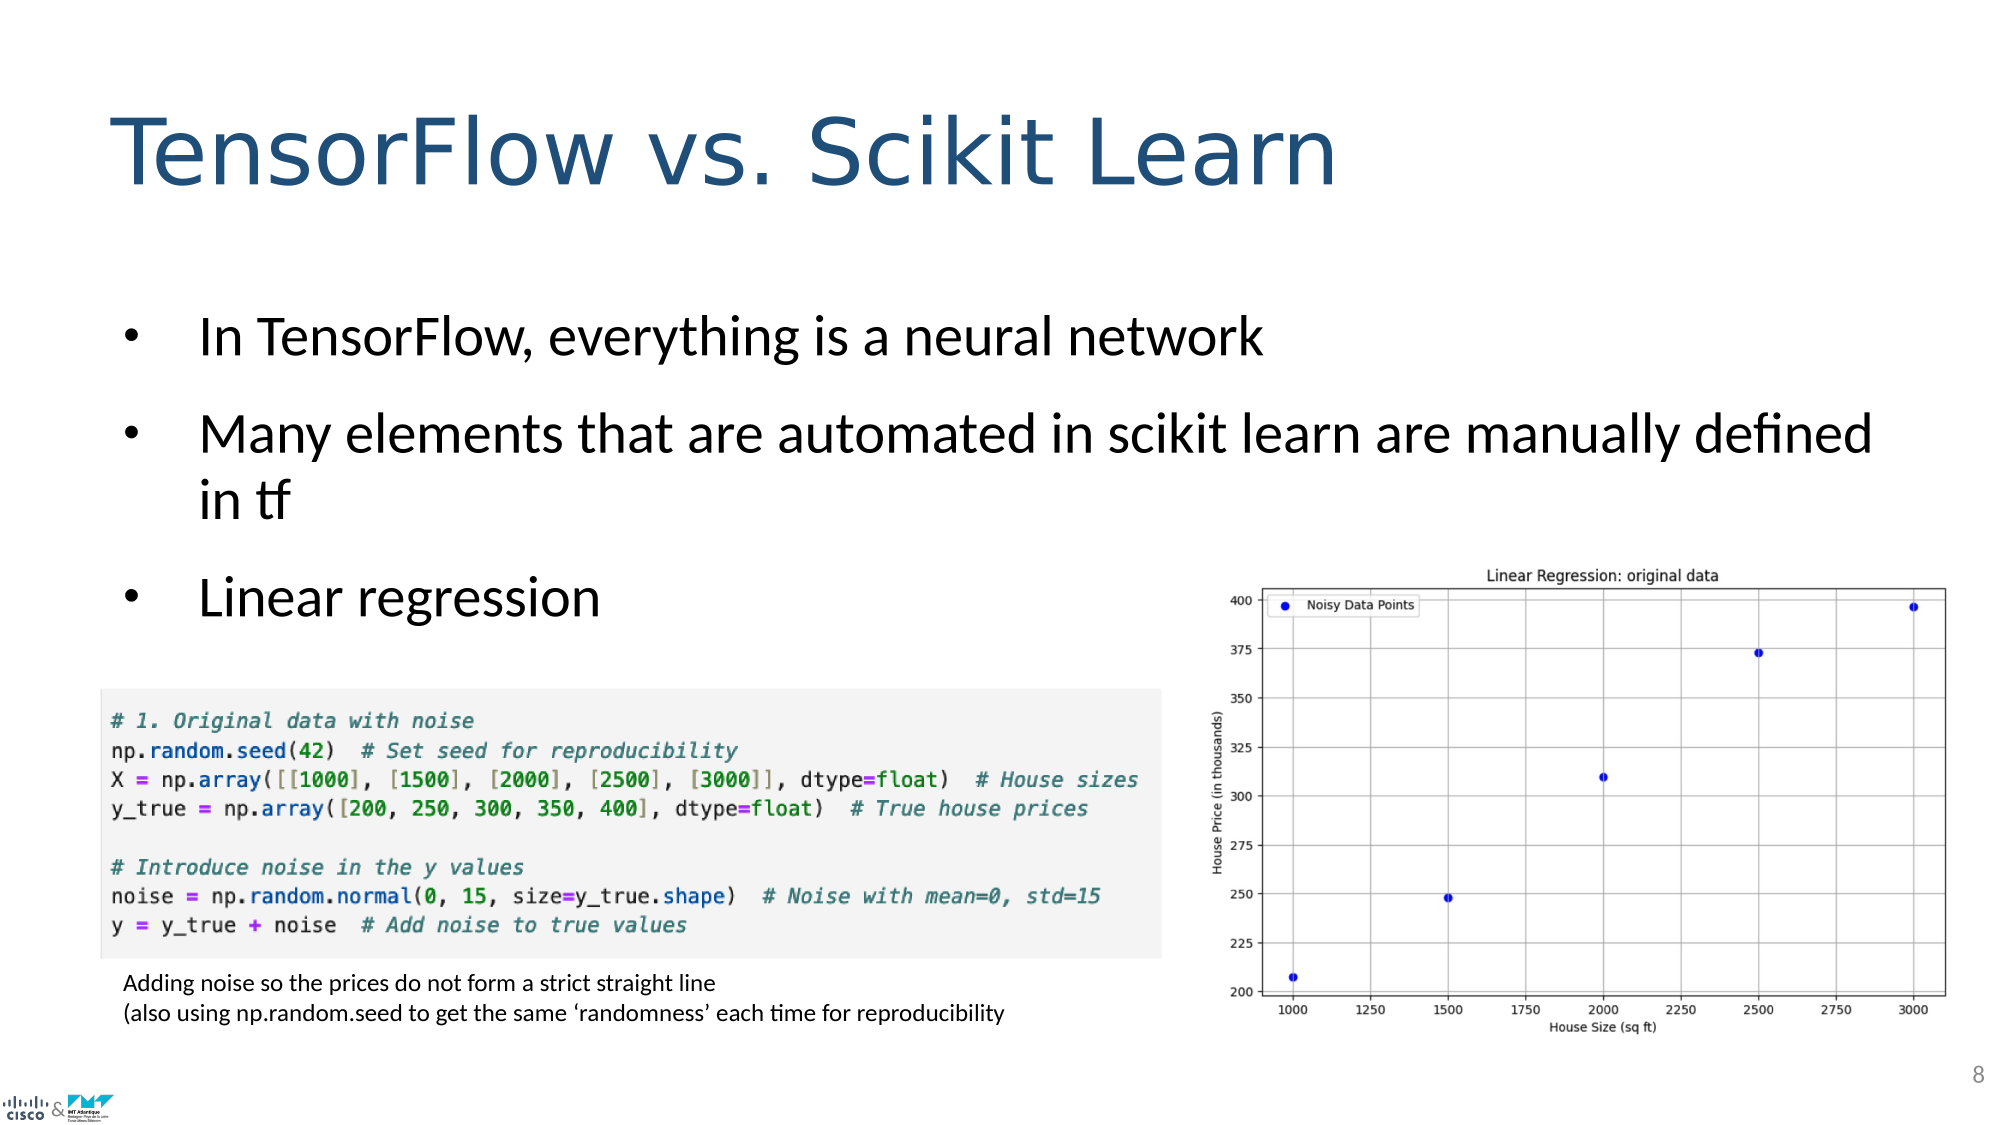 TensorFlow vs. Scikit Learn
• In TensorFlow, everything is a neural network
• Many elements that are automated in scikit learn are manually defined
in tf
• Linear regression
# 1. Original data with noise
np.random.seed(42)  # Set seed for reproducibility
X = np.array([[1000], [1500], [2000], [2500], [3000]], dtype=float)  # House sizes
y_true = np.array([200, 250, 300, 350, 400], dtype=float)  # True house prices
# Introduce noise in the y values
noise = np.random.normal(0, 15, size=y_true.shape)  # Noise with mean=0, std=15
y = y_true + noise  # Add noise to true values
Adding noise so the prices do not form a strict straight line
(also using np.random.seed to get the same ‘randomness’ each time for reproducibility
Linear Regression: original data
Noisy Data Points
House Price (in thousands)
400
375
350
325
300
275
250
225
200
1000 1250 1500 1750 2000 2250 2500 2750 3000
House Size (sq ft)
8
CISCO & IMT Atlantique